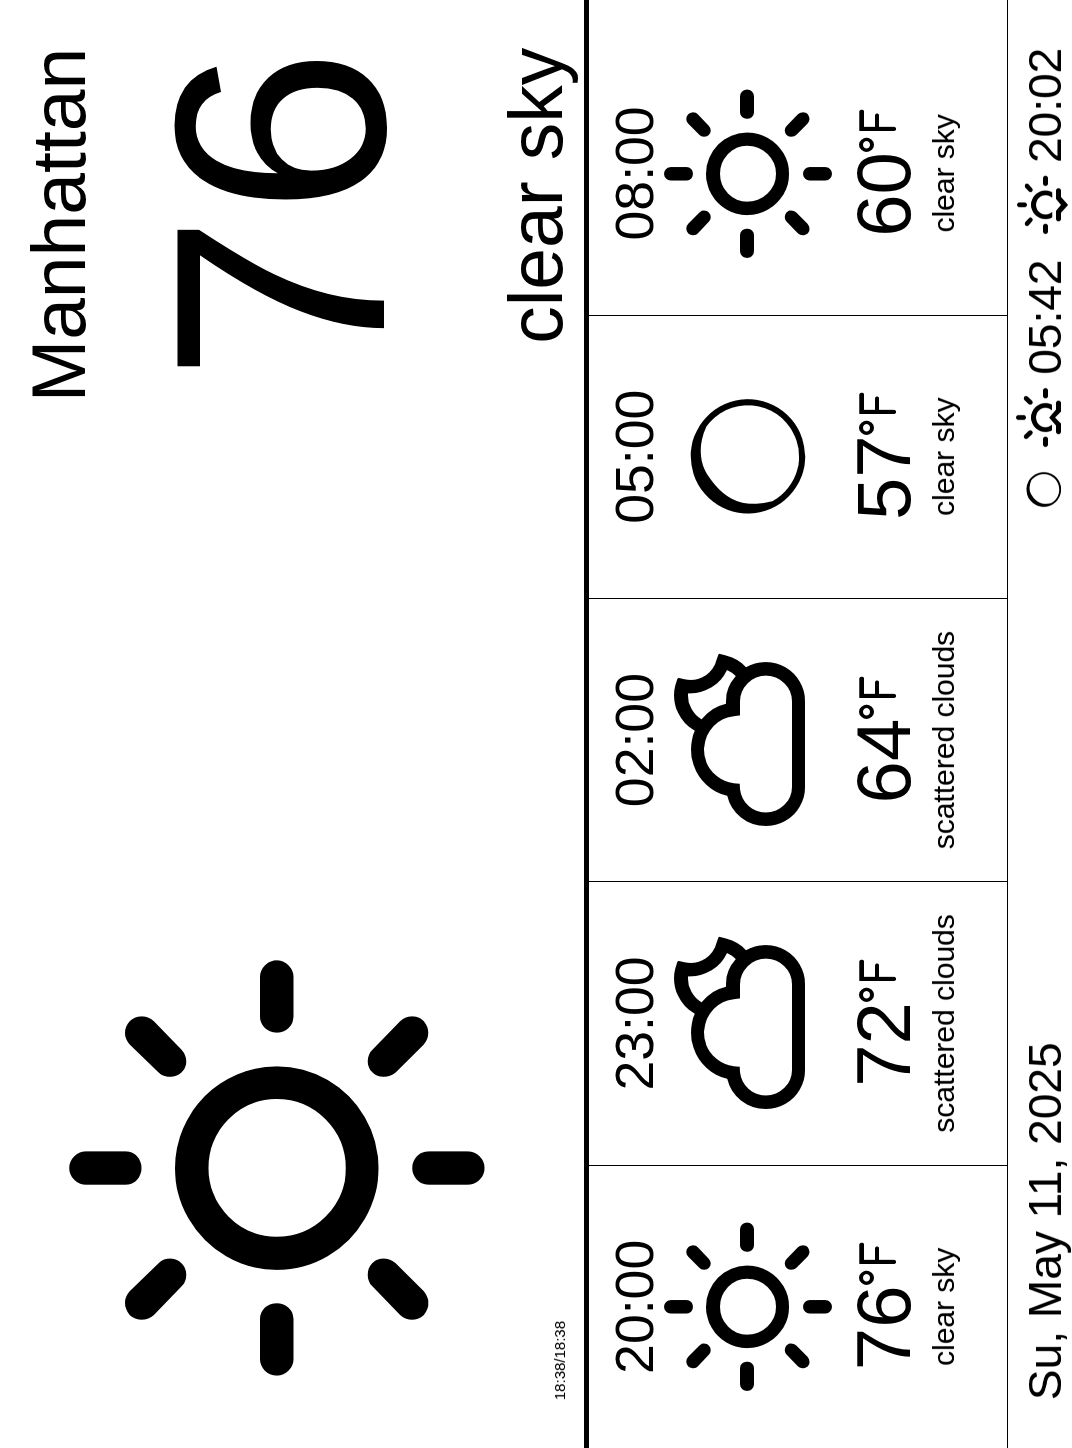 Manhattan
76
clear sky
18:38/18:38
20:00
76°F
clear sky
23:00
72°F
scattered clouds
02:00
64°F
scattered clouds
05:00
57°F
clear sky
08:00
60°F
clear sky
Su, May 11, 2025
05:42
20:02